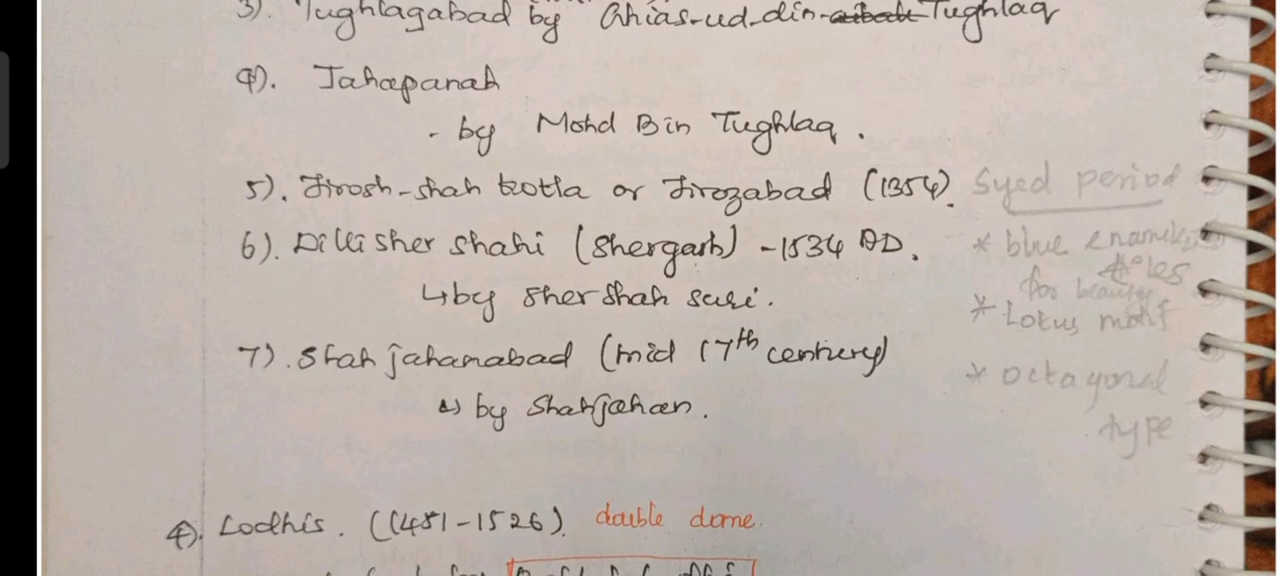 3). Tughlagabad by Ghias-ud-din-aibak Tughlaq
4). Jahapanah
- by Mohd Bin Tughlaq.
5). Firosh-shah kotla or Firozabad (1354).
6). Dilli sher shahi (Shergarh) - 1534 AD.
↳ by Sher Shah suri.
7). Shah jahanabad (mid 17th century)
↳ by Shahjahan.
Syed period
* blue enamel
tiles
for beauty
* Lotus motif
* octagonal
type
4). Lodhis. (1451-1526). double dome.